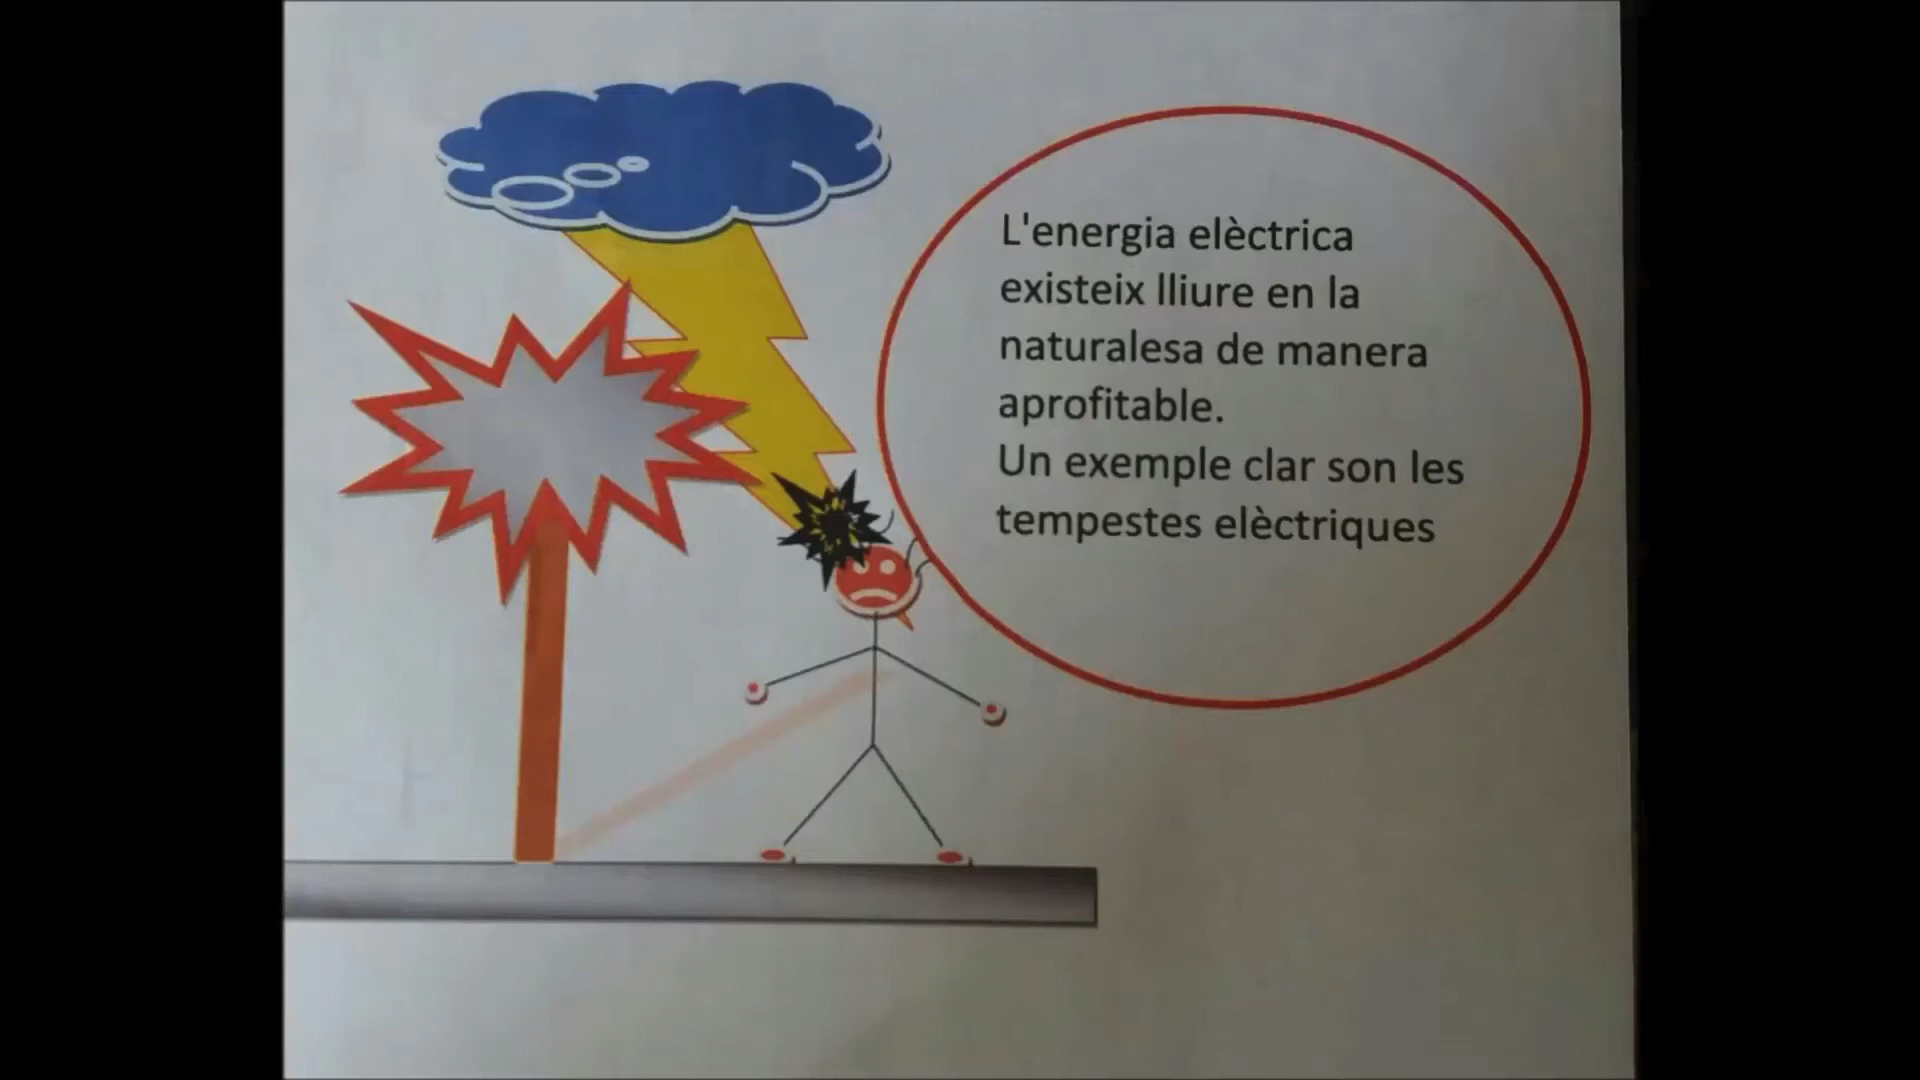 L'energia elèctrica
existeix lliure en la
naturalesa de manera
aprofitable.
Un exemple clar son les
tempestes elèctriques